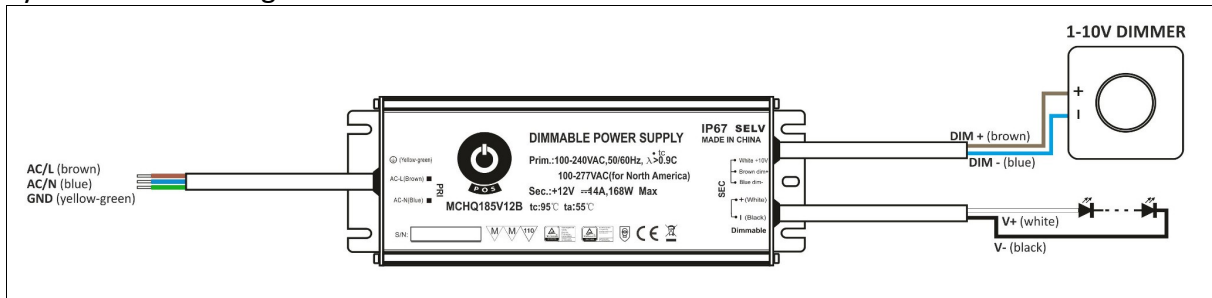 1-10V DIMMER
+
I
DIM + (brown)
DIM - (blue)
AC/L (brown)
AC/N (blue)
GND (yellow-green)
(Yellow-green)
AC-L(Brown)
AC-N(Blue)
PRI
POS
MCHQ185V12B
DIMMABLE POWER SUPPLY
Prim.:100-240VAC,50/60Hz, λ>0.9C
100-277VAC(for North America)
Sec.:+12V ⎓14A,168W Max
tc:95℃ ta:55℃
tc
IP67 SELV
MADE IN CHINA
SEC
White +10V
Brown dim+
Blue dim-
+ (White)
I (Black)
Dimmable
S/N:
M
M
110
CE
V+ (white)
V- (black)